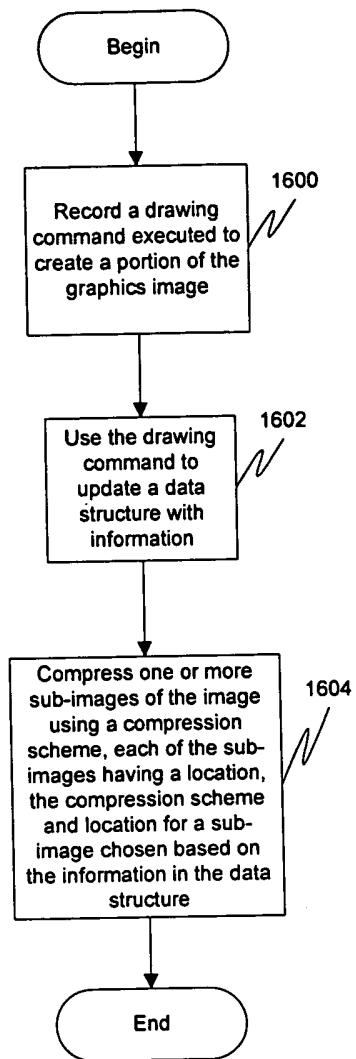 Begin
1600
Record a drawing
command executed to
create a portion of the
graphics image
1602
Use the drawing
command to
update a data
structure with
information
1604
Compress one or more
sub-images of the image
using a compression
scheme, each of the sub-
images having a location,
the compression scheme
and location for a sub-
image chosen based on
the information in the data
structure
End